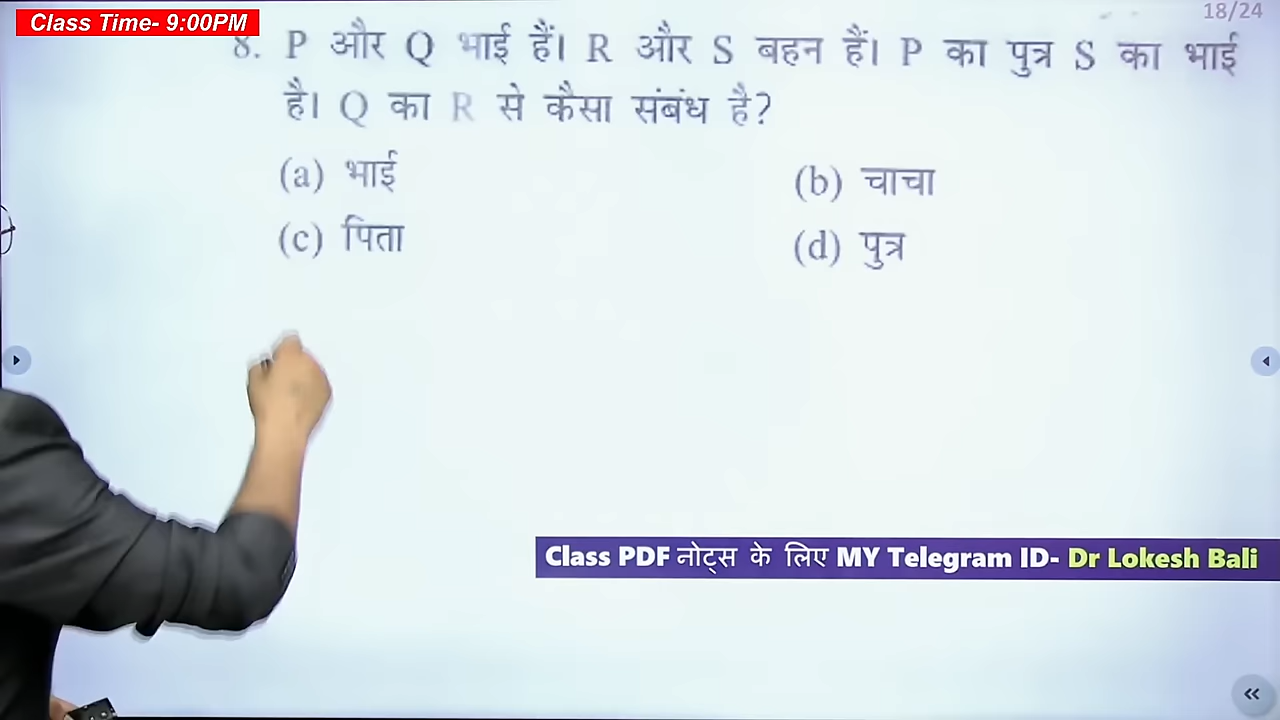 Class Time- 9:00PM
18/24
8. P और Q भाई हैं। R और S बहन हैं। P का पुत्र S का भाई
है। Q का R से कैसा संबंध है?
(a) भाई
(b) चाचा
(c) पिता
(d) पुत्र
Class PDF नोट्स के लिए MY Telegram ID- Dr Lokesh Bali